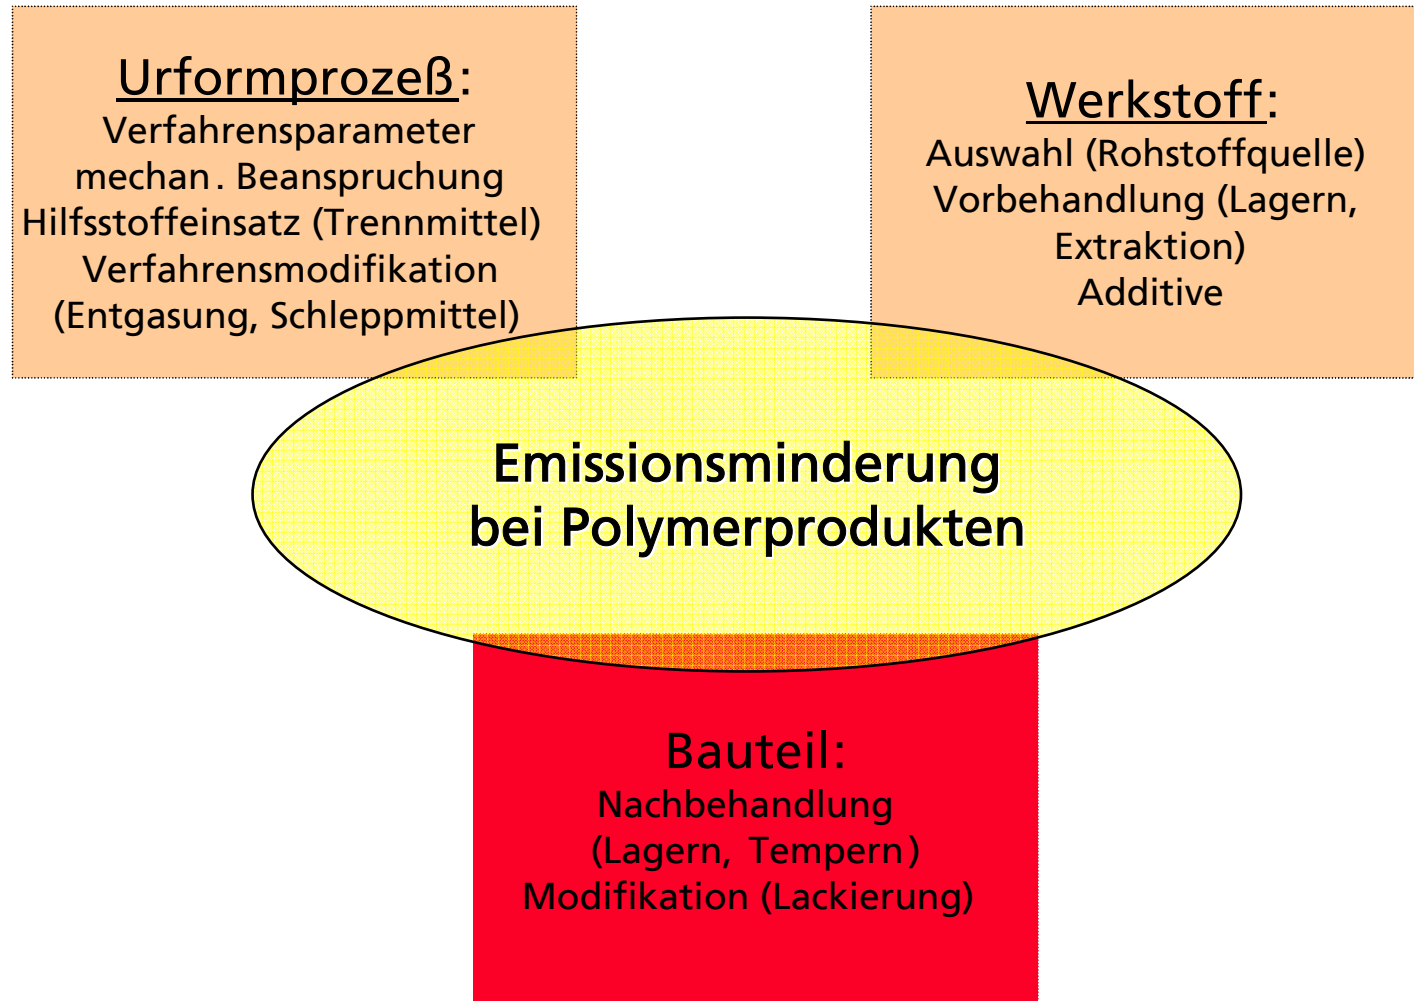 Urformprozeß:
Verfahrensparameter
mechan. Beanspruchung
Hilfsstoffeinsatz (Trennmittel)
Verfahrensmodifikation
(Entgasung, Schleppmittel)
Werkstoff:
Auswahl (Rohstoffquelle)
Vorbehandlung (Lagern,
Extraktion)
Additive
Emissionsminderung
bei Polymerprodukten
Bauteil:
Nachbehandlung
(Lagern, Tempern)
Modifikation (Lackierung)